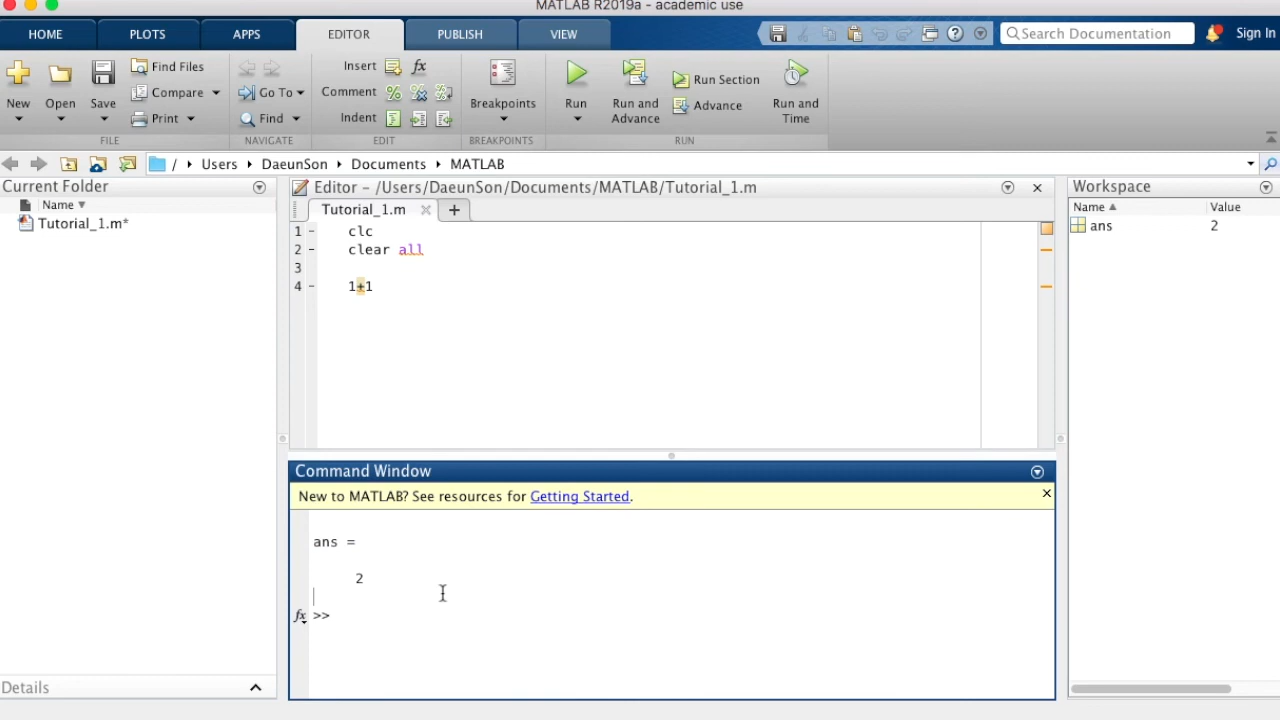 MATLAB R2019a - academic use
HOME PLOTS APPS EDITOR PUBLISH VIEW Search Documentation Sign In
New Open Save Find Files Compare Print
Go To Find
Insert fx
Comment
Indent
Breakpoints
Run Run and Advance Run Section Advance Run and Time
FILE NAVIGATE EDIT BREAKPOINTS RUN
/ Users DaeunSon Documents MATLAB
Current Folder
Name
Tutorial_1.m*
Details
Editor - /Users/DaeunSon/Documents/MATLAB/Tutorial_1.m
Tutorial_1.m
1 - clc
2 - clear all
3
4 - 1+1
Command Window
New to MATLAB? See resources for Getting Started.
ans =
2
fx >>
Workspace
Name Value
ans 2